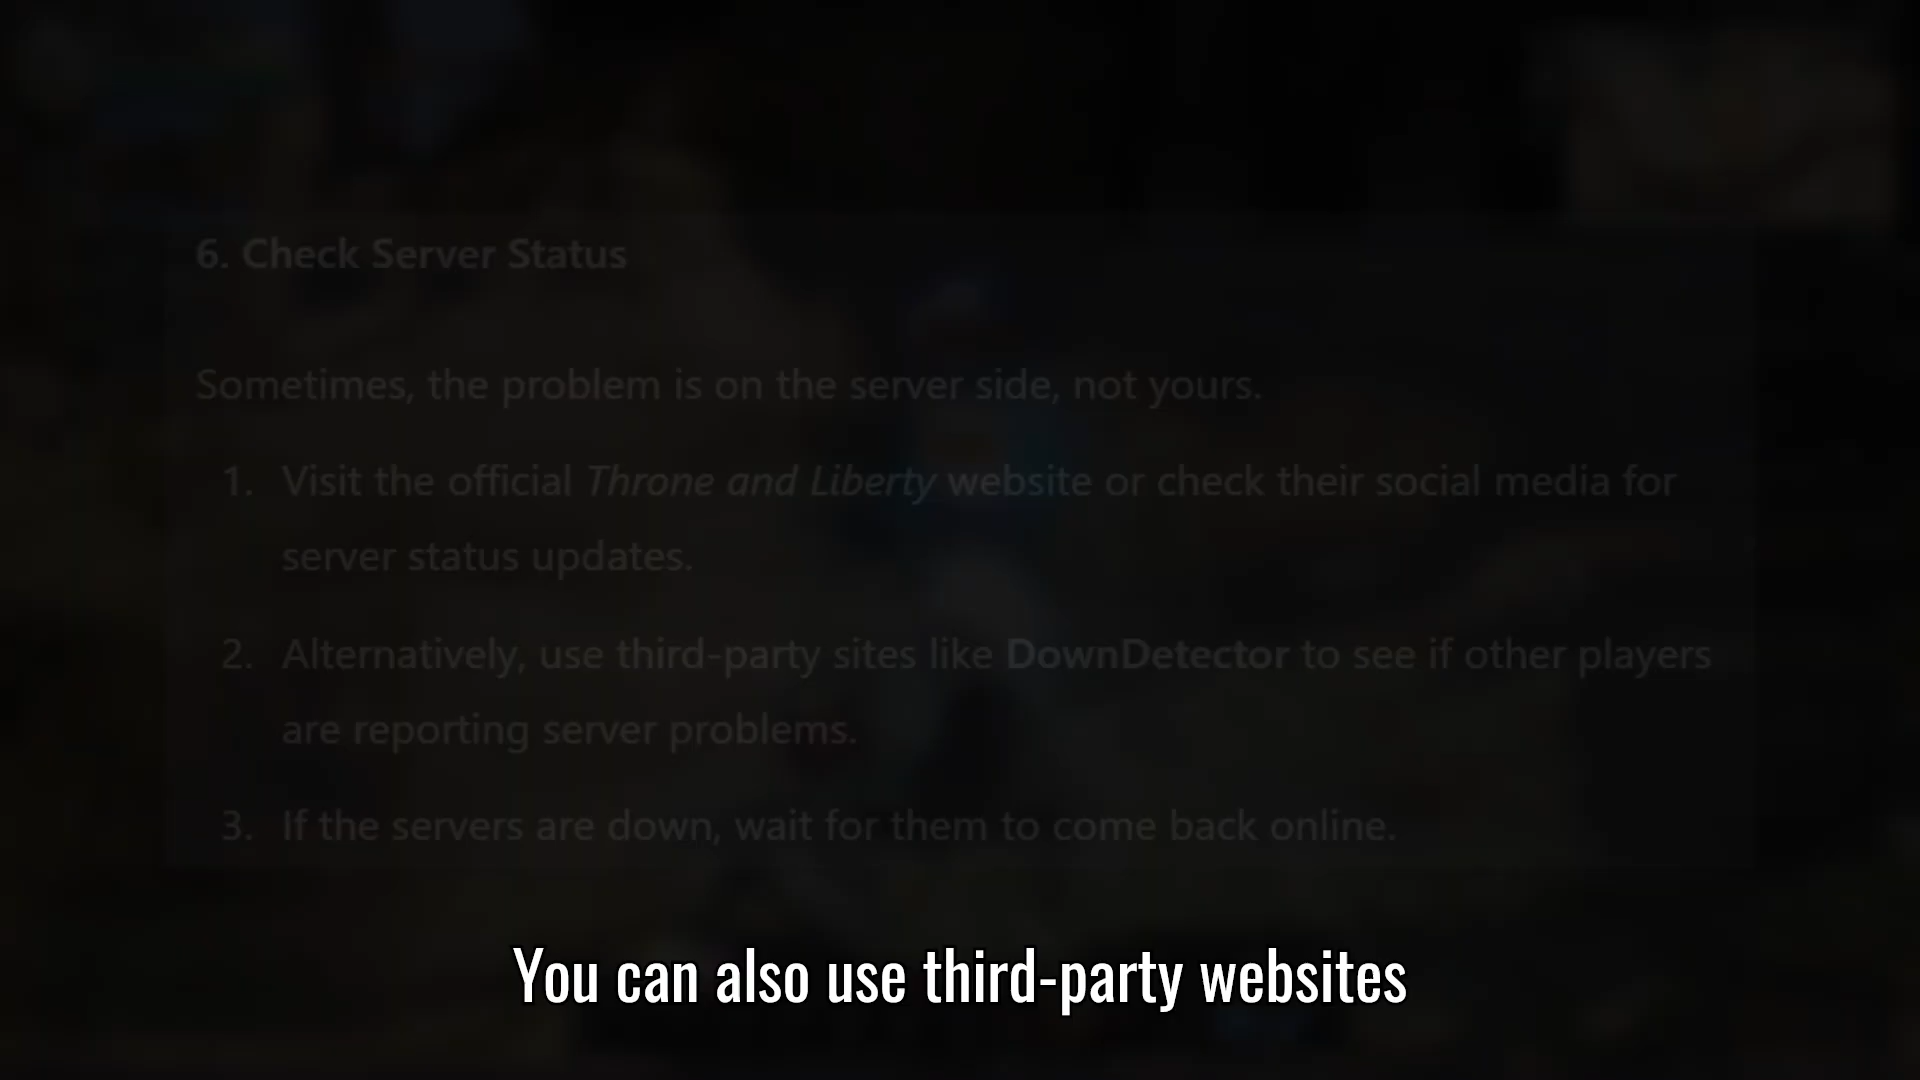 6. Check Server Status
Sometimes, the problem is on the server side, not yours.
1. Visit the official Throne and Liberty website or check their social media for
server status updates.
2. Alternatively, use third-party sites like DownDetector to see if other players
are reporting server problems.
3. If the servers are down, wait for them to come back online.
You can also use third-party websites